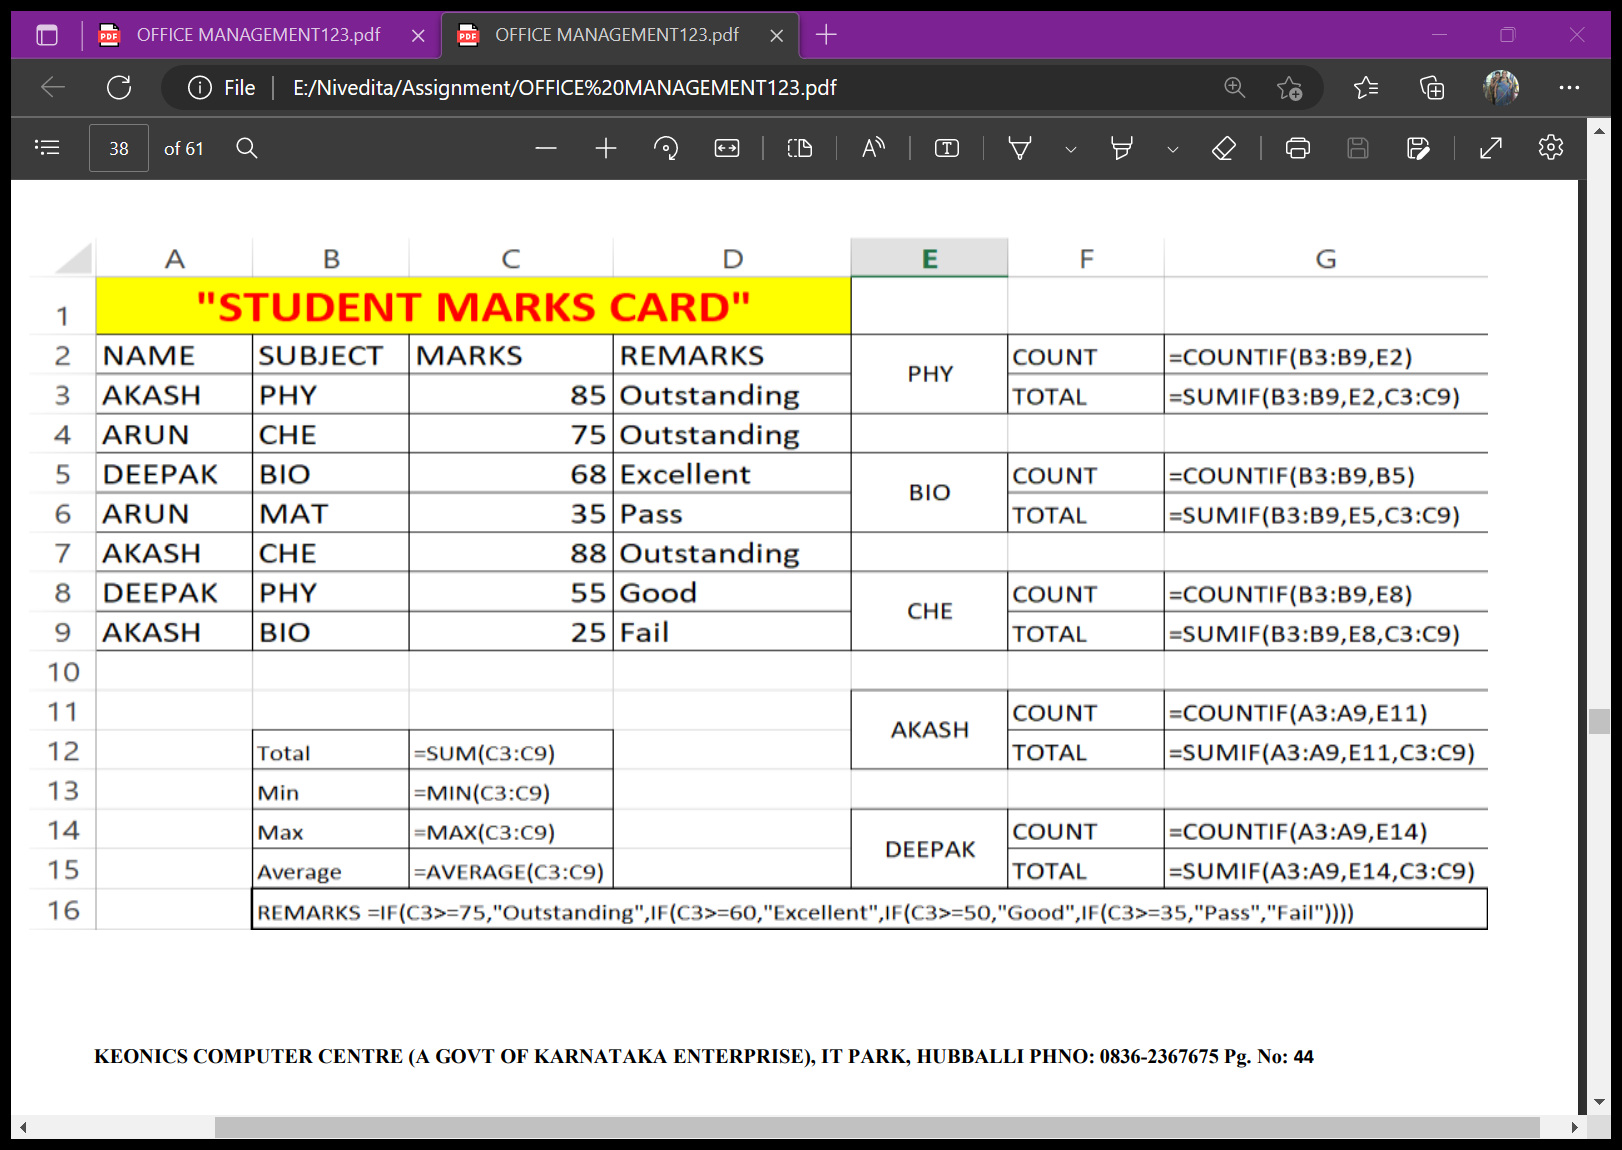 OFFICE MANAGEMENT123.pdf OFFICE MANAGEMENT123.pdf
File E:/Nivedita/Assignment/OFFICE%20MANAGEMENT123.pdf
38 of 61
A B C D E F G
1 "STUDENT MARKS CARD"
2 NAME SUBJECT MARKS REMARKS PHY COUNT =COUNTIF(B3:B9,E2)
3 AKASH PHY 85 Outstanding TOTAL =SUMIF(B3:B9,E2,C3:C9)
4 ARUN CHE 75 Outstanding
5 DEEPAK BIO 68 Excellent BIO COUNT =COUNTIF(B3:B9,B5)
6 ARUN MAT 35 Pass TOTAL =SUMIF(B3:B9,E5,C3:C9)
7 AKASH CHE 88 Outstanding
8 DEEPAK PHY 55 Good CHE COUNT =COUNTIF(B3:B9,E8)
9 AKASH BIO 25 Fail TOTAL =SUMIF(B3:B9,E8,C3:C9)
10
11 AKASH COUNT =COUNTIF(A3:A9,E11)
12 Total =SUM(C3:C9) TOTAL =SUMIF(A3:A9,E11,C3:C9)
13 Min =MIN(C3:C9)
14 Max =MAX(C3:C9) DEEPAK COUNT =COUNTIF(A3:A9,E14)
15 Average =AVERAGE(C3:C9) TOTAL =SUMIF(A3:A9,E14,C3:C9)
16 REMARKS =IF(C3>=75,"Outstanding",IF(C3>=60,"Excellent",IF(C3>=50,"Good",IF(C3>=35,"Pass","Fail"))))
KEONICS COMPUTER CENTRE (A GOVT OF KARNATAKA ENTERPRISE), IT PARK, HUBBALLI PHNO: 0836-2367675 Pg. No: 44